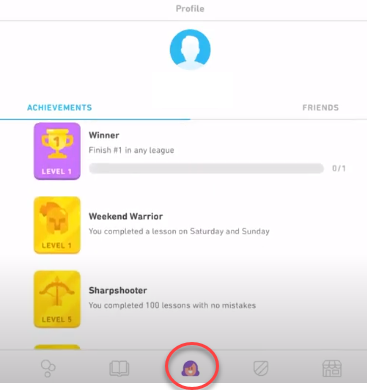 Profile
ACHIEVEMENTS FRIENDS
Winner
Finish #1 in any league
1
LEVEL 1
0/1
Weekend Warrior
You completed a lesson on Saturday and Sunday
LEVEL 1
Sharpshooter
You completed 100 lessons with no mistakes
LEVEL 5